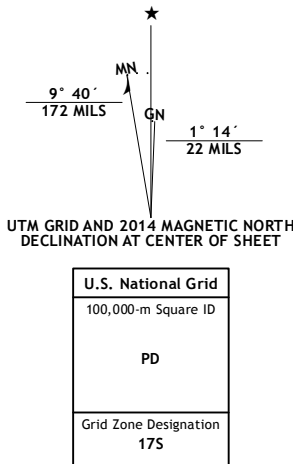 MN
GN
9° 40´
172 MILS
1° 14´
22 MILS
UTM GRID AND 2014 MAGNETIC NORTH
DECLINATION AT CENTER OF SHEET
U.S. National Grid
100,000-m Square ID
PD
Grid Zone Designation
17S